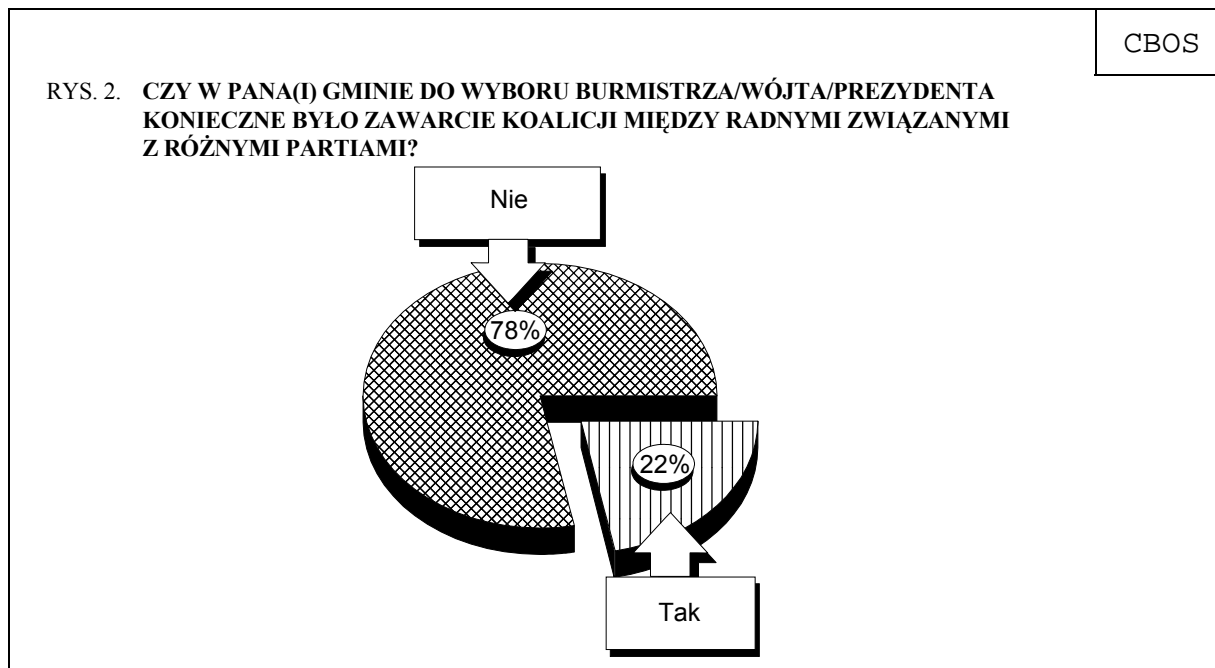 CBOS
RYS. 2. CZY W PANA(I) GMINIE DO WYBORU BURMISTRZA/WÓJTA/PREZYDENTA
KONIECZNE BYŁO ZAWARCIE KOALICJI MIĘDZY RADNYMI ZWIĄZANYMI
Z RÓŻNYMI PARTIAMI?
Nie
78%
22%
Tak